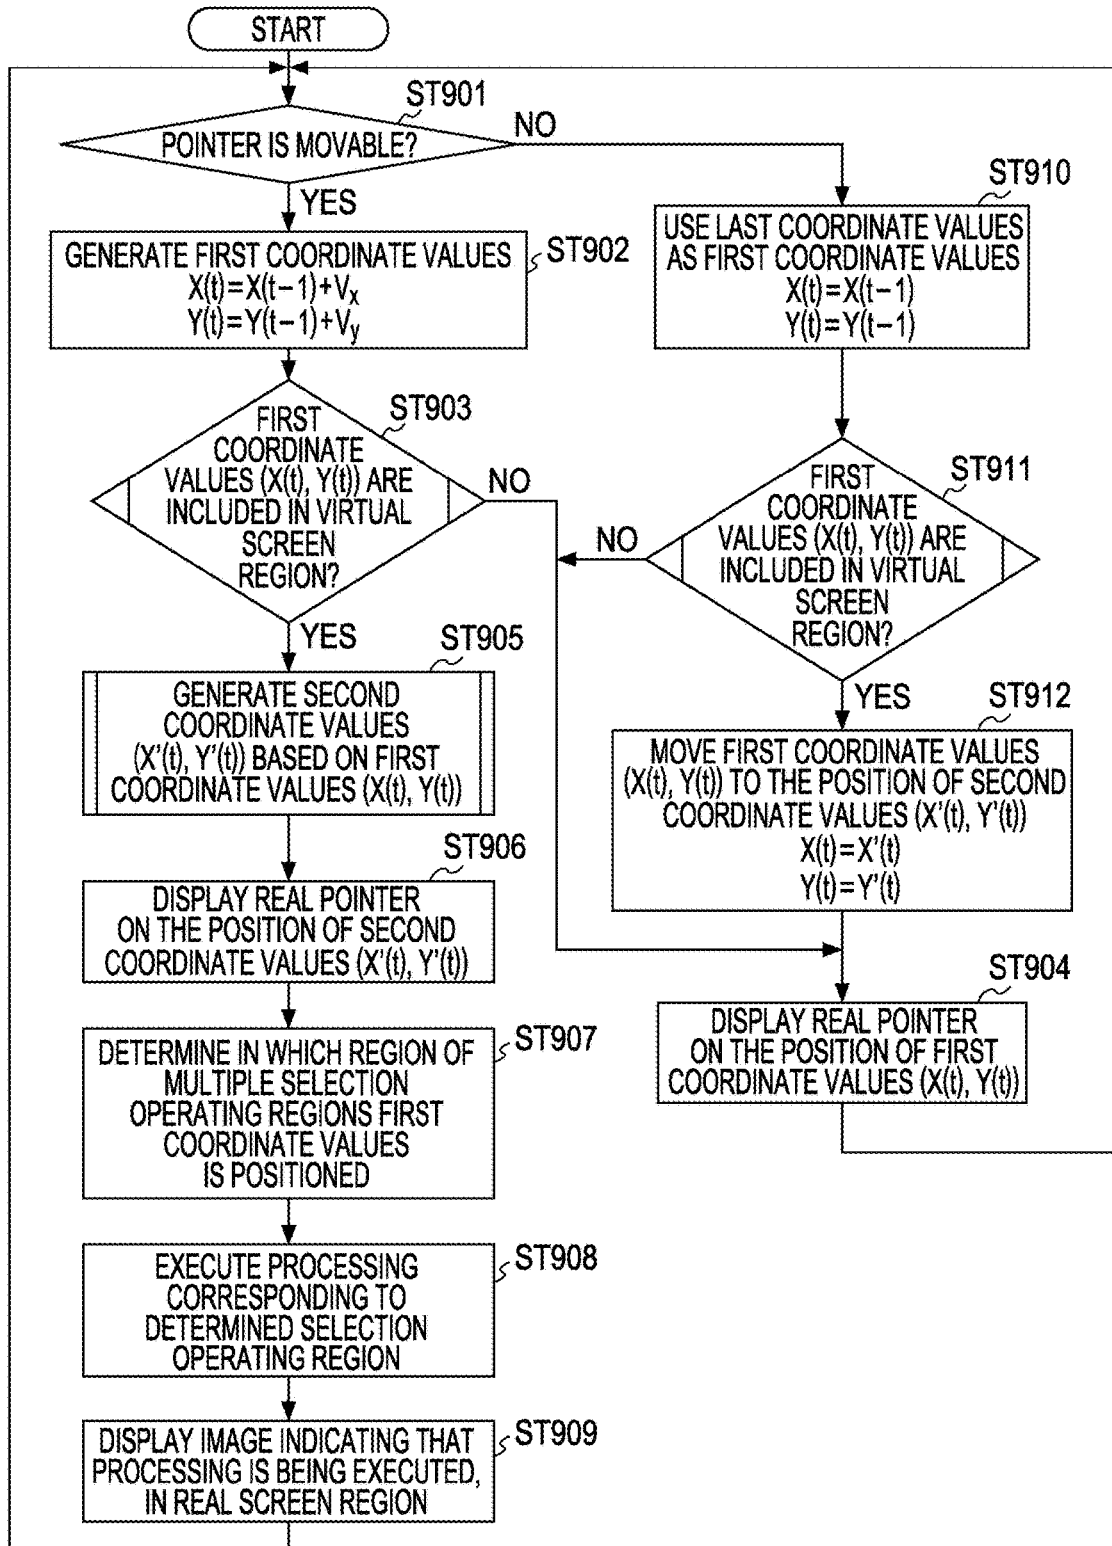 START
ST901
POINTER IS MOVABLE?
NO
YES
ST902
GENERATE FIRST COORDINATE VALUES
X(t)=X(t−1)+Vx
Y(t)=Y(t−1)+Vy
ST910
USE LAST COORDINATE VALUES
AS FIRST COORDINATE VALUES
X(t)=X(t−1)
Y(t)=Y(t−1)
ST903
FIRST
COORDINATE
VALUES (X(t), Y(t)) ARE
INCLUDED IN VIRTUAL
SCREEN
REGION?
NO
YES
ST911
FIRST
COORDINATE
VALUES (X(t), Y(t)) ARE
INCLUDED IN VIRTUAL
SCREEN
REGION?
NO
YES
ST905
GENERATE SECOND
COORDINATE VALUES
(X'(t), Y'(t)) BASED ON FIRST
COORDINATE VALUES (X(t), Y(t))
ST912
MOVE FIRST COORDINATE VALUES
(X(t), Y(t)) TO THE POSITION OF SECOND
COORDINATE VALUES (X'(t), Y'(t))
X(t)=X'(t)
Y(t)=Y'(t)
ST906
DISPLAY REAL POINTER
ON THE POSITION OF SECOND
COORDINATE VALUES (X'(t), Y'(t))
ST904
DISPLAY REAL POINTER
ON THE POSITION OF FIRST
COORDINATE VALUES (X(t), Y(t))
ST907
DETERMINE IN WHICH REGION OF
MULTIPLE SELECTION
OPERATING REGIONS FIRST
COORDINATE VALUES
IS POSITIONED
ST908
EXECUTE PROCESSING
CORRESPONDING TO
DETERMINED SELECTION
OPERATING REGION
ST909
DISPLAY IMAGE INDICATING THAT
PROCESSING IS BEING EXECUTED,
IN REAL SCREEN REGION